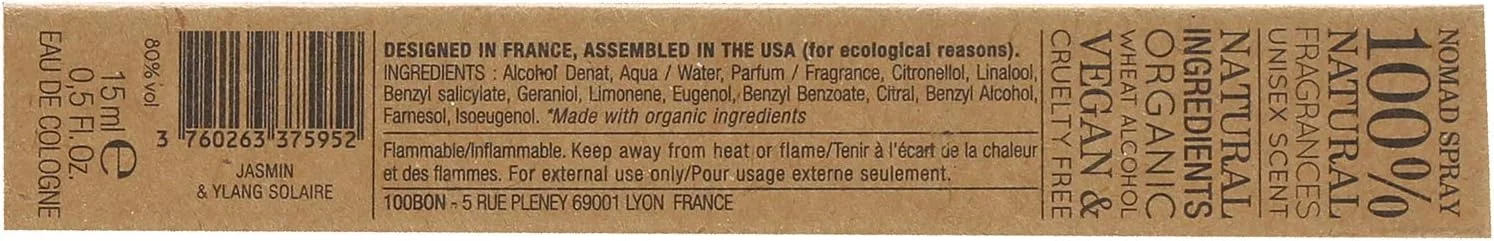 EAU DE COLOGNE
0,5 Fl. Oz.
15 ml e
80% vol
3 760263 375952
JASMIN
& YLANG SOLAIRE
DESIGNED IN FRANCE, ASSEMBLED IN THE USA (for ecological reasons).
INGREDIENTS : Alcohol Denat, Aqua / Water, Parfum / Fragrance, Citronellol, Linalool,
Benzyl salicylate, Geraniol, Limonene, Eugenol, Benzyl Benzoate, Citral, Benzyl Alcohol,
Farnesol, Isoeugenol. *Made with organic ingredients
Flammable/Inflammable. Keep away from heat or flame/Tenir à l'écart de la chaleur
et des flammes. For external use only/Pour usage externe seulement.
100BON - 5 RUE PLENEY 69001 LYON FRANCE
NOMAD SPRAY
100%
NATURAL
FRAGRANCES
UNISEX SCENT
NATURAL
INGREDIENTS
ORGANIC
WHEAT ALCOHOL
VEGAN &
CRUELTY FREE